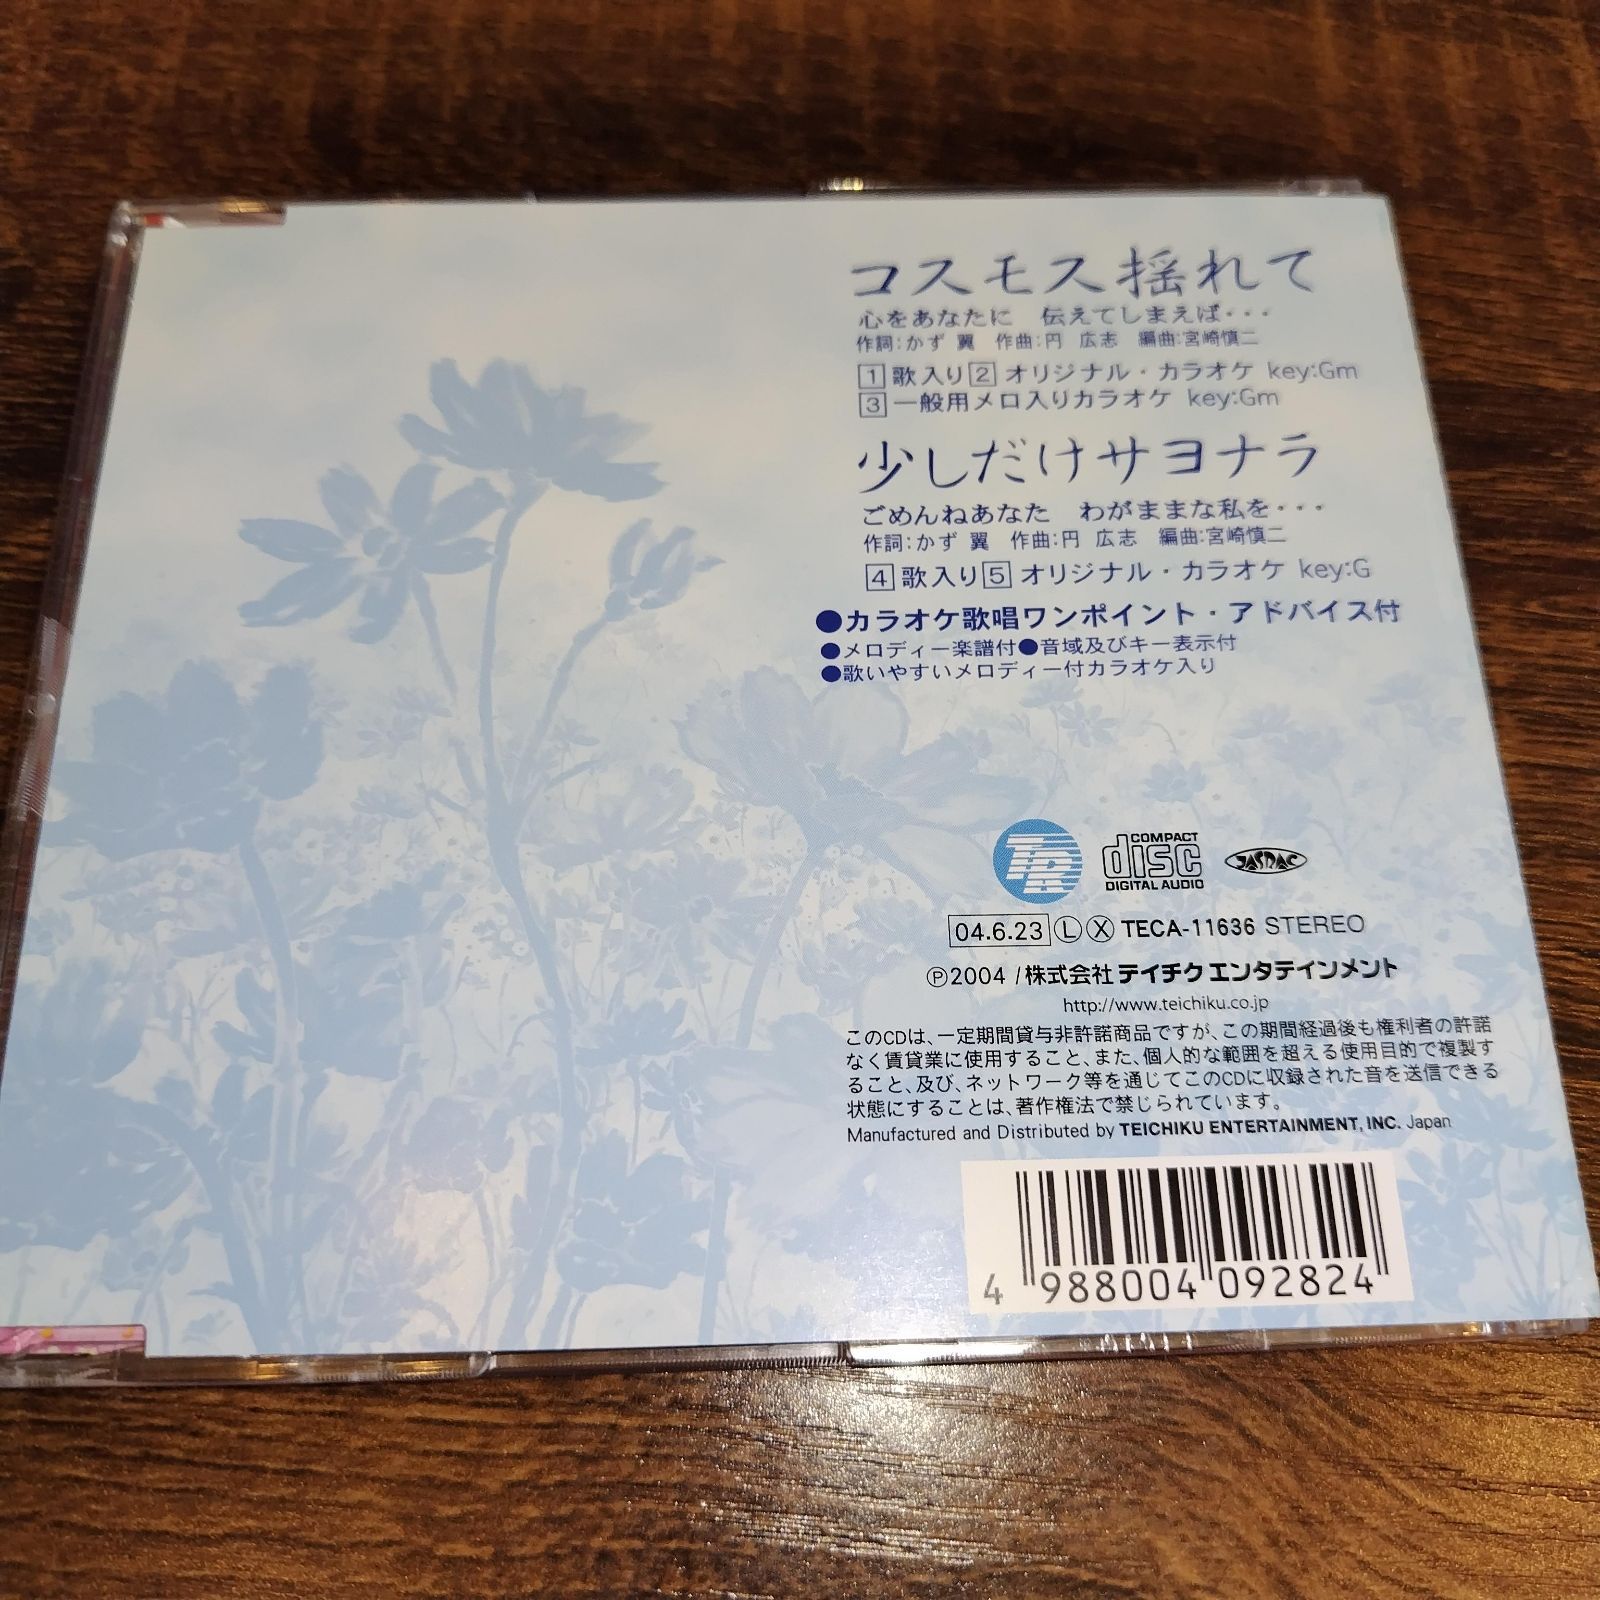 コスモス揺れて
心をあなたに　伝えてしまえば・・・
作詞：かず 翼　作曲：円 広志　編曲：宮崎慎二
1 歌入り 2 オリジナル・カラオケ key:Gm
3 一般用メロ入りカラオケ key:Gm
少しだけサヨナラ
ごめんねあなた　わがままな私を・・・
作詞：かず 翼　作曲：円 広志　編曲：宮崎慎二
4 歌入り 5 オリジナル・カラオケ key:G
●カラオケ歌唱ワンポイント・アドバイス付
●メロディー楽譜付●音域及びキー表示付
●歌いやすいメロディー付カラオケ入り
TPR COMPACT disc DIGITAL AUDIO JASRAC
04.6.23 Ⓛ Ⓧ TECA-11636 STEREO
Ⓟ2004 /株式会社 テイチク エンタテインメント
http://www.teichiku.co.jp
このCDは、一定期間貸与非許諾商品ですが、この期間経過後も権利者の許諾
なく賃貸業に使用すること、また、個人的な範囲を超える使用目的で複製す
ること、及び、ネットワーク等を通じてこのCDに収録された音を送信できる
状態にすることは、著作権法で禁じられています。
Manufactured and Distributed by TEICHIKU ENTERTAINMENT, INC. Japan
4 988004 092824